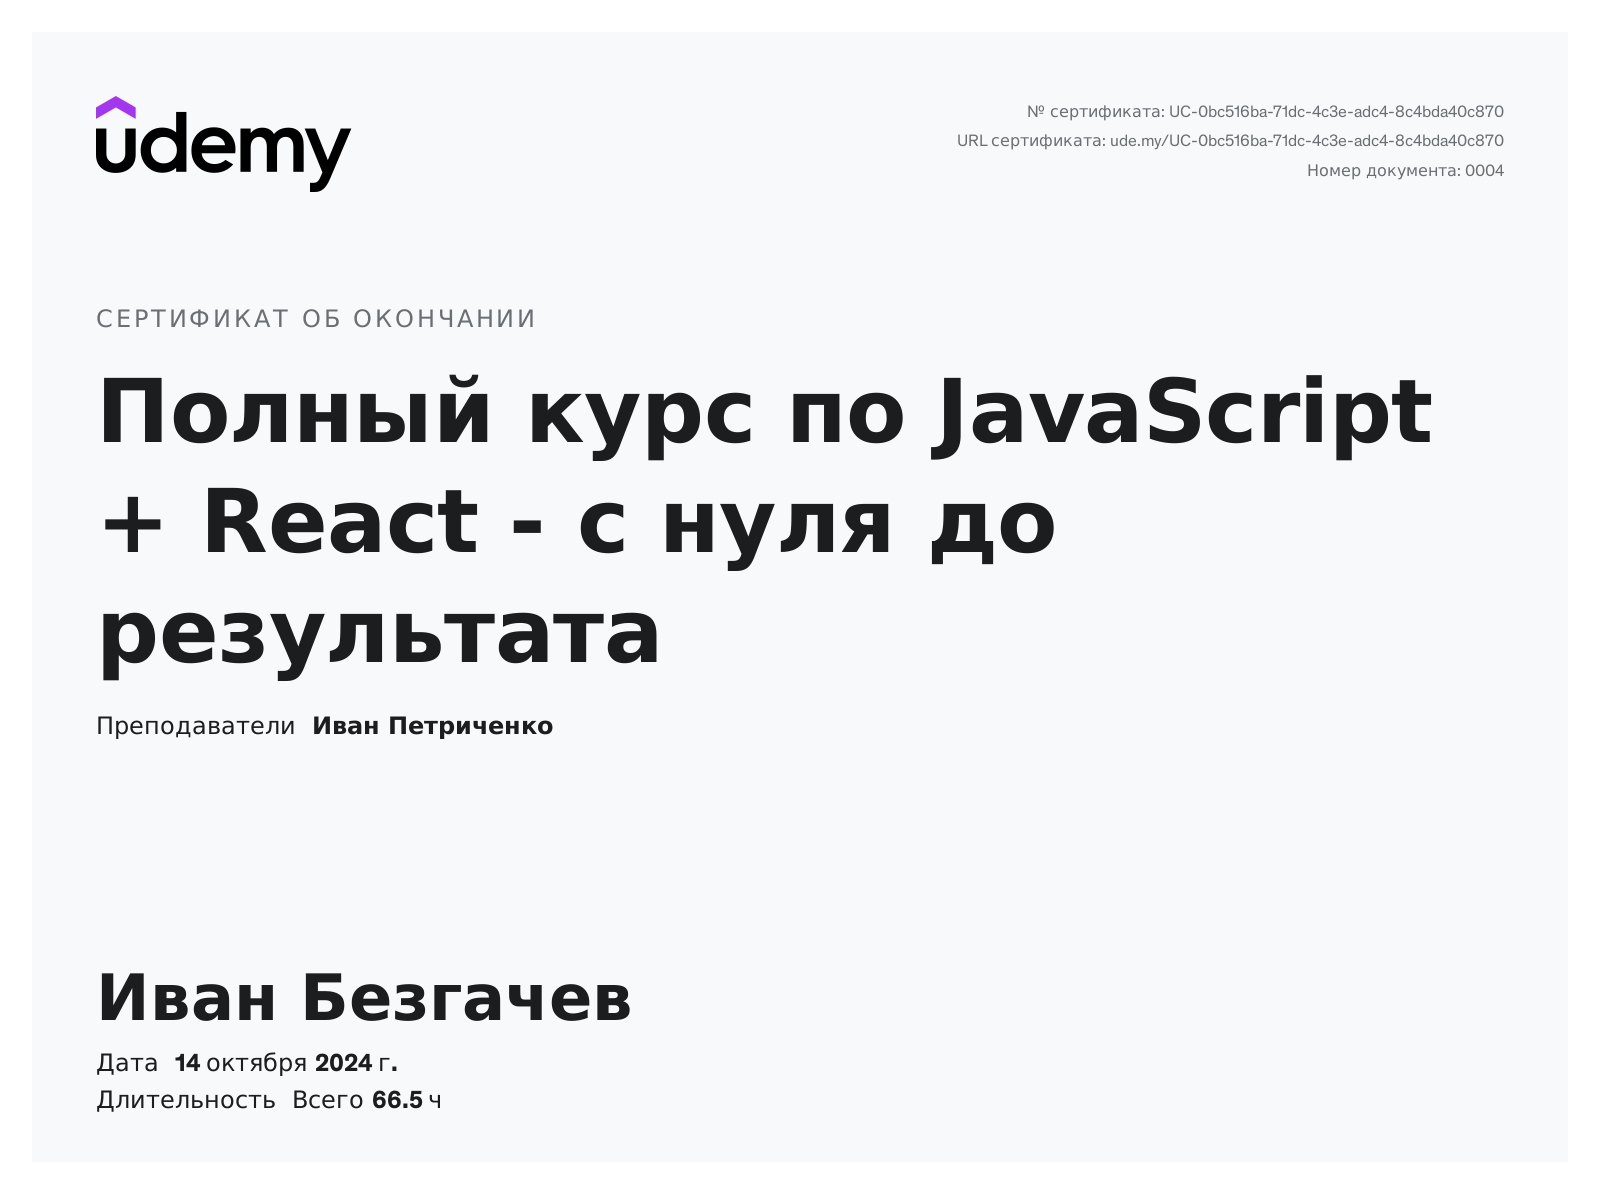 udemy
№ сертификата: UC-0bc516ba-71dc-4c3e-adc4-8c4bda40c870
URL сертификата: ude.my/UC-0bc516ba-71dc-4c3e-adc4-8c4bda40c870
Номер документа: 0004
СЕРТИФИКАТ ОБ ОКОНЧАНИИ
Полный курс по JavaScript
+ React - с нуля до
результата
Преподаватели Иван Петриченко
Иван Безгачев
Дата 14 октября 2024 г.
Длительность Всего 66.5 ч